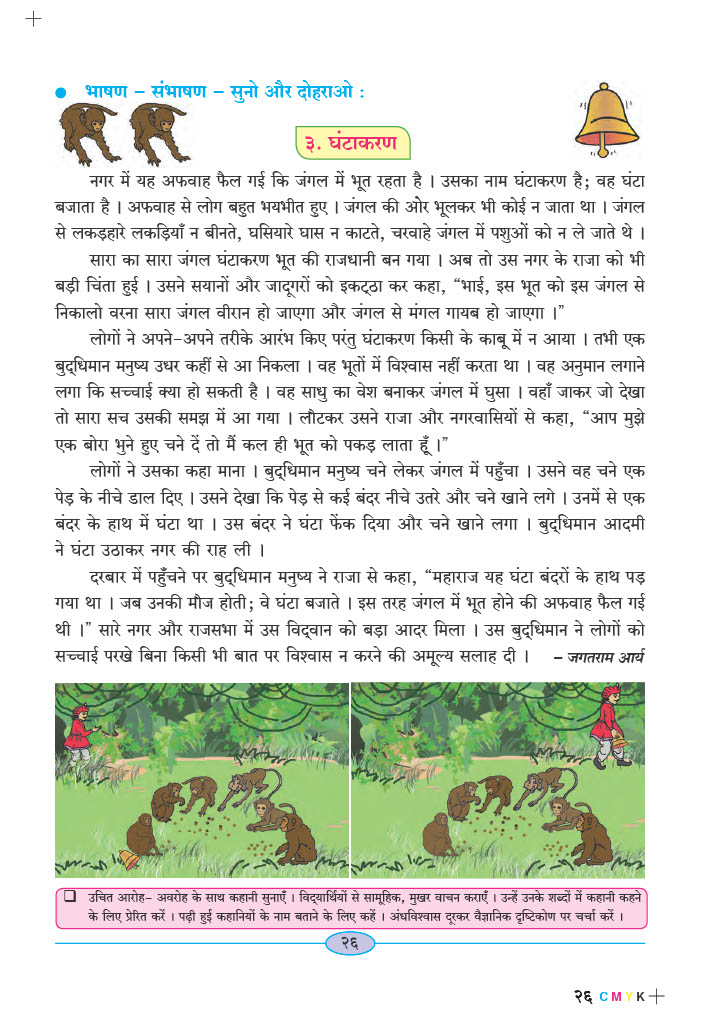 ● भाषण – संभाषण – सुनो और दोहराओ :
३. घंटाकरण
नगर में यह अफवाह फैल गई कि जंगल में भूत रहता है । उसका नाम घंटाकरण है; वह घंटा
बजाता है । अफवाह से लोग बहुत भयभीत हुए । जंगल की ओर भूलकर भी कोई न जाता था । जंगल
से लकड़हारे लकड़ियाँ न बीनते, घसियारे घास न काटते, चरवाहे जंगल में पशुओं को न ले जाते थे ।
सारा का सारा जंगल घंटाकरण भूत की राजधानी बन गया । अब तो उस नगर के राजा को भी
बड़ी चिंता हुई । उसने सयानों और जादूगरों को इकट्ठा कर कहा, “भाई, इस भूत को इस जंगल से
निकालो वरना सारा जंगल वीरान हो जाएगा और जंगल से मंगल गायब हो जाएगा ।”
लोगों ने अपने-अपने तरीके आरंभ किए परंतु घंटाकरण किसी के काबू में न आया । तभी एक
बुद्धिमान मनुष्य उधर कहीं से आ निकला । वह भूतों में विश्वास नहीं करता था । वह अनुमान लगाने
लगा कि सच्चाई क्या हो सकती है । वह साधु का वेश बनाकर जंगल में घुसा । वहाँ जाकर जो देखा
तो सारा सच उसकी समझ में आ गया । लौटकर उसने राजा और नगरवासियों से कहा, “आप मुझे
एक बोरा भुने हुए चने दें तो मैं कल ही भूत को पकड़ लाता हूँ ।”
लोगों ने उसका कहा माना । बुद्धिमान मनुष्य चने लेकर जंगल में पहुँचा । उसने वह चने एक
पेड़ के नीचे डाल दिए । उसने देखा कि पेड़ से कई बंदर नीचे उतरे और चने खाने लगे । उनमें से एक
बंदर के हाथ में घंटा था । उस बंदर ने घंटा फेंक दिया और चने खाने लगा । बुद्धिमान आदमी
ने घंटा उठाकर नगर की राह ली ।
दरबार में पहुँचने पर बुद्धिमान मनुष्य ने राजा से कहा, “महाराज यह घंटा बंदरों के हाथ पड़
गया था । जब उनकी मौज होती; वे घंटा बजाते । इस तरह जंगल में भूत होने की अफवाह फैल गई
थी ।” सारे नगर और राजसभा में उस विद्वान को बड़ा आदर मिला । उस बुद्धिमान ने लोगों को
सच्चाई परखे बिना किसी भी बात पर विश्वास न करने की अमूल्य सलाह दी । – जगतराम आर्य
❑ उचित आरोह- अवरोह के साथ कहानी सुनाएँ । विद्यार्थियों से सामूहिक, मुखर वाचन कराएँ । उन्हें उनके शब्दों में कहानी कहने
के लिए प्रेरित करें । पढ़ी हुई कहानियों के नाम बताने के लिए कहें । अंधविश्वास दूरकर वैज्ञानिक दृष्टिकोण पर चर्चा करें ।
२६
२६ C M Y K